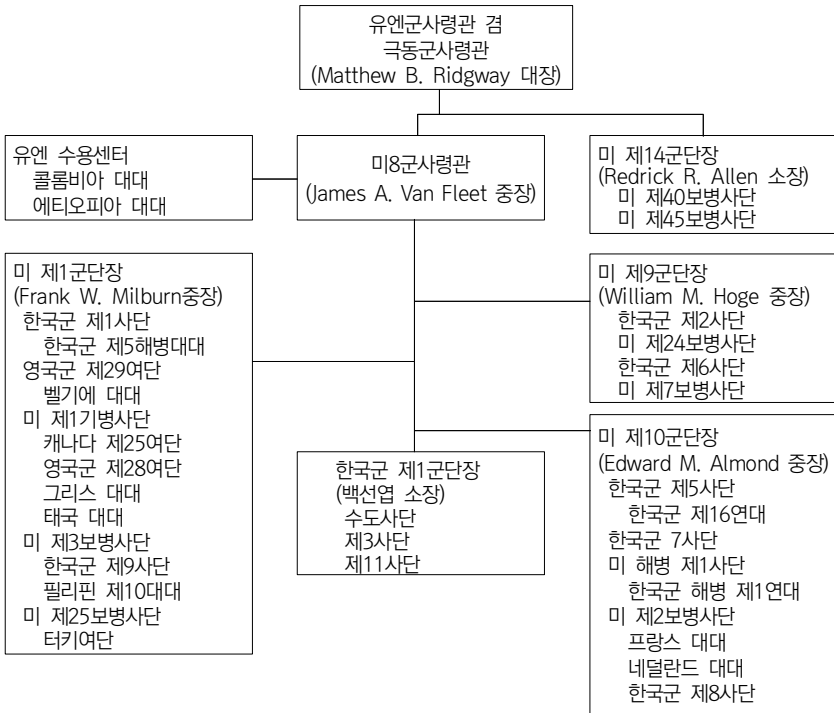 유엔군사령관 겸
극동군사령관
(Matthew B. Ridgway 대장)
유엔 수용센터
콜롬비아 대대
에티오피아 대대
미8군사령관
(James A. Van Fleet 중장)
미 제14군단장
(Redrick R. Allen 소장)
미 제40보병사단
미 제45보병사단
미 제1군단장
(Frank W. Milburn중장)
한국군 제1사단
한국군 제5해병대대
영국군 제29여단
벨기에 대대
미 제1기병사단
캐나다 제25여단
영국군 제28여단
그리스 대대
태국 대대
미 제3보병사단
한국군 제9사단
필리핀 제10대대
미 제25보병사단
터키여단
한국군 제1군단장
(백선엽 소장)
수도사단
제3사단
제11사단
미 제9군단장
(William M. Hoge 중장)
한국군 제2사단
미 제24보병사단
한국군 제6사단
미 제7보병사단
미 제10군단장
(Edward M. Almond 중장)
한국군 제5사단
한국군 제16연대
한국군 7사단
미 해병 제1사단
한국군 해병 제1연대
미 제2보병사단
프랑스 대대
네덜란드 대대
한국군 제8사단